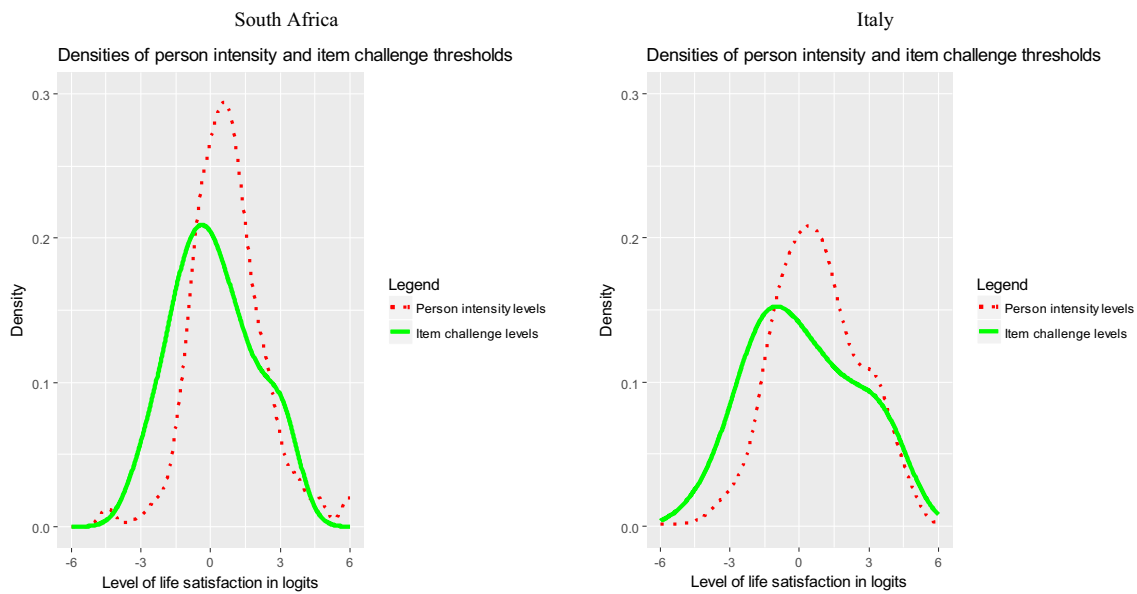 South Africa
Densities of person intensity and item challenge thresholds
0.3
0.2
0.1
0.0
Density
-6 -3 0 3 6
Level of life satisfaction in logits
Legend
Person intensity levels
Item challenge levels
Italy
Densities of person intensity and item challenge thresholds
0.3
0.2
0.1
0.0
Density
-6 -3 0 3 6
Level of life satisfaction in logits
Legend
Person intensity levels
Item challenge levels